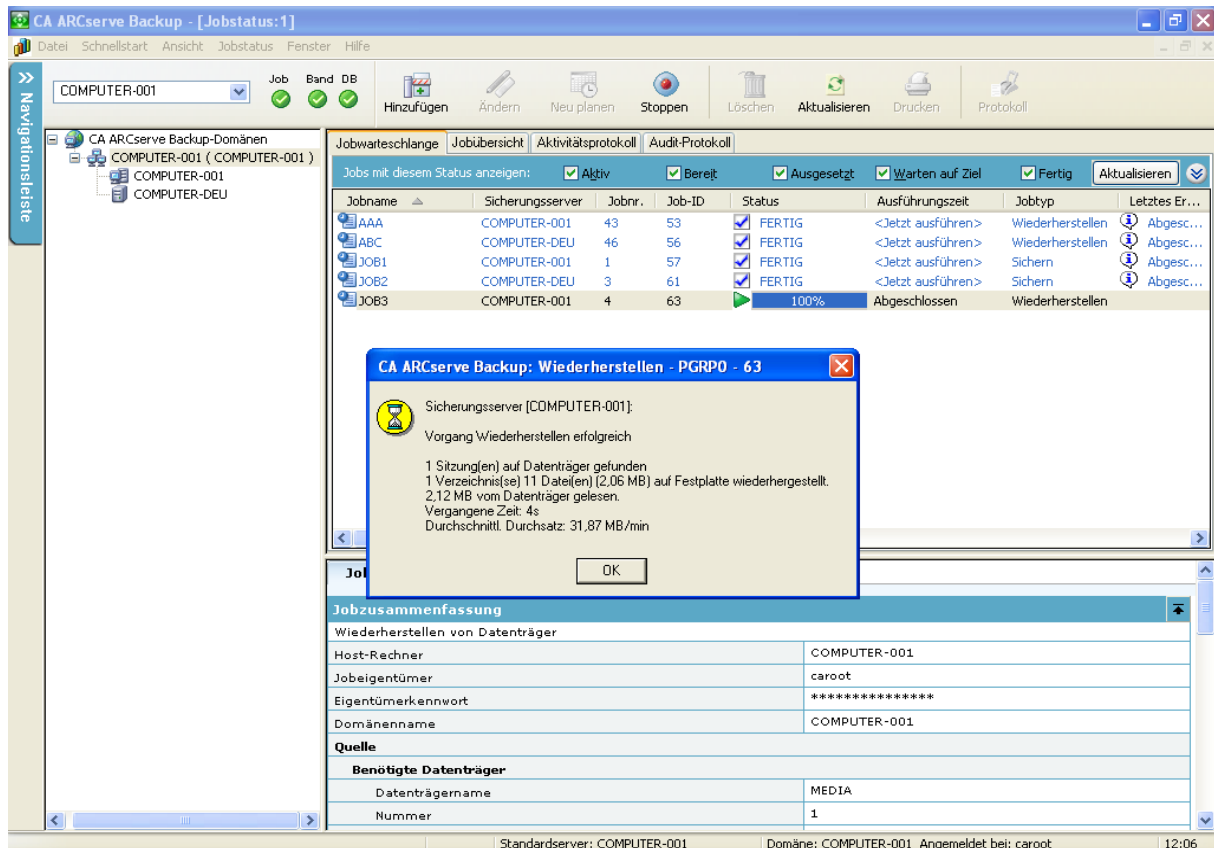 CA ARCserve Backup - [Jobstatus:1]
Datei Schnellstart Ansicht Jobstatus Fenster Hilfe
Navigationsleiste
COMPUTER-001
Job Band DB
Hinzufügen Ändern Neu planen Stoppen Löschen Aktualisieren Drucken Protokoll
CA ARCserve Backup-Domänen
COMPUTER-001 ( COMPUTER-001 )
COMPUTER-001
COMPUTER-DEU
Jobwarteschlange Jobübersicht Aktivitätsprotokoll Audit-Protokoll
Jobs mit diesem Status anzeigen: Aktiv Bereit Ausgesetzt Warten auf Ziel Fertig Aktualisieren
Jobname Sicherungsserver Jobnr. Job-ID Status Ausführungszeit Jobtyp Letztes Er...
AAA COMPUTER-001 43 53 FERTIG <Jetzt ausführen> Wiederherstellen Abgesc...
ABC COMPUTER-DEU 46 56 FERTIG <Jetzt ausführen> Wiederherstellen Abgesc...
JOB1 COMPUTER-001 1 57 FERTIG <Jetzt ausführen> Sichern Abgesc...
JOB2 COMPUTER-DEU 3 61 FERTIG <Jetzt ausführen> Sichern Abgesc...
JOB3 COMPUTER-001 4 63 100% Abgeschlossen Wiederherstellen
CA ARCserve Backup: Wiederherstellen - PGRP0 - 63
Sicherungsserver [COMPUTER-001]:
Vorgang Wiederherstellen erfolgreich
1 Sitzung(en) auf Datenträger gefunden
1 Verzeichnis(se) 11 Datei(en) (2,06 MB) auf Festplatte wiederhergestellt.
2,12 MB vom Datenträger gelesen.
Vergangene Zeit: 4s
Durchschnittl. Durchsatz: 31,87 MB/min
OK
Jobzusammenfassung
Wiederherstellen von Datenträger
Host-Rechner COMPUTER-001
Jobeigentümer caroot
Eigentümerkennwort ***************
Domänenname COMPUTER-001
Quelle
Benötigte Datenträger
Datenträgername MEDIA
Nummer 1
Standardserver: COMPUTER-001 Domäne: COMPUTER-001 Angemeldet bei: caroot 12:06